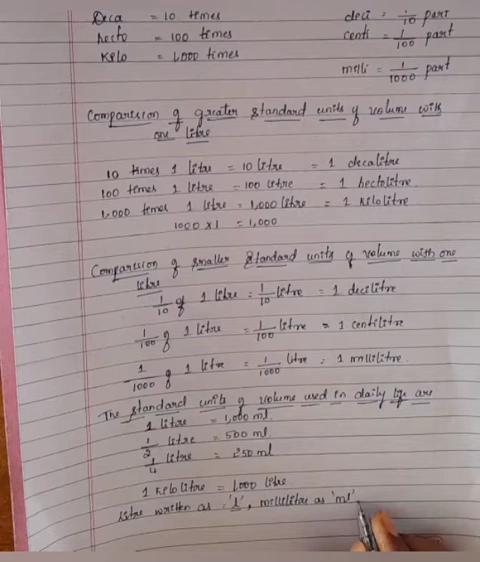 Deca = 10 times
deci = 1/10 part
hecto = 100 times
centi = 1/100 part
Kilo = 1,000 times
milli = 1/1000 part
Comparision of greater standard units of volume with
one litre
10 times 1 litre = 10 litre = 1 decalitre
100 times 1 litre = 100 litre = 1 hectolitre.
1,000 times 1 litre = 1,000 litre = 1 Kilolitre
1000 x 1 = 1,000
Comparision of smaller standard units of volume with one
litre
1/10 of 1 litre = 1/10 litre = 1 decilitre
1/100 of 1 litre = 1/100 litre = 1 centilitre
1/1000 of 1 litre = 1/1000 litre = 1 millilitre.
The standard units of volume used in daily life are
1 litre = 1,000 ml.
1/2 litre = 500 ml.
1/4 litre = 250 ml
1 Kilolitre = 1,000 litre
litre written as 'l', millilitre as 'ml'